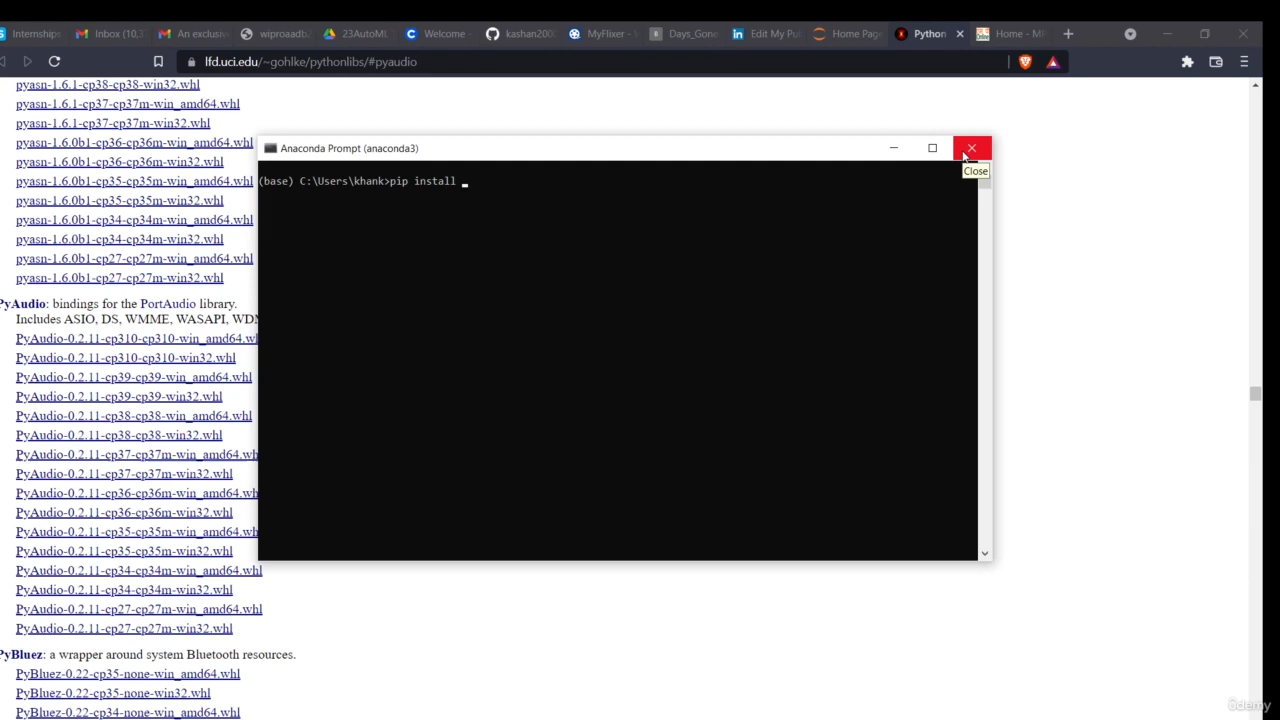 Internships
Inbox (10,3
An exclusiv
wiproaadb
23AutoML
Welcome
kashan200
MyFlixer -
Days_Gone
Edit My Pu
Home Page
Python
Home - MP
lfd.uci.edu/~gohlke/pythonlibs/#pyaudio
pyasn-1.6.1-cp38-cp38-win32.whl
pyasn-1.6.1-cp37-cp37m-win_amd64.whl
pyasn-1.6.1-cp37-cp37m-win32.whl
pyasn-1.6.0b1-cp36-cp36m-win_amd64.whl
pyasn-1.6.0b1-cp36-cp36m-win32.whl
pyasn-1.6.0b1-cp35-cp35m-win_amd64.whl
pyasn-1.6.0b1-cp35-cp35m-win32.whl
pyasn-1.6.0b1-cp34-cp34m-win_amd64.whl
pyasn-1.6.0b1-cp34-cp34m-win32.whl
pyasn-1.6.0b1-cp27-cp27m-win_amd64.whl
pyasn-1.6.0b1-cp27-cp27m-win32.whl
PyAudio: bindings for the PortAudio library.
Includes ASIO, DS, WMME, WASAPI, WDM
PyAudio-0.2.11-cp310-cp310-win_amd64.wh
PyAudio-0.2.11-cp310-cp310-win32.whl
PyAudio-0.2.11-cp39-cp39-win_amd64.whl
PyAudio-0.2.11-cp39-cp39-win32.whl
PyAudio-0.2.11-cp38-cp38-win_amd64.whl
PyAudio-0.2.11-cp38-cp38-win32.whl
PyAudio-0.2.11-cp37-cp37m-win_amd64.wh
PyAudio-0.2.11-cp37-cp37m-win32.whl
PyAudio-0.2.11-cp36-cp36m-win_amd64.wh
PyAudio-0.2.11-cp36-cp36m-win32.whl
PyAudio-0.2.11-cp35-cp35m-win_amd64.wh
PyAudio-0.2.11-cp35-cp35m-win32.whl
PyAudio-0.2.11-cp34-cp34m-win_amd64.whl
PyAudio-0.2.11-cp34-cp34m-win32.whl
PyAudio-0.2.11-cp27-cp27m-win_amd64.whl
PyAudio-0.2.11-cp27-cp27m-win32.whl
PyBluez: a wrapper around system Bluetooth resources.
PyBluez-0.22-cp35-none-win_amd64.whl
PyBluez-0.22-cp35-none-win32.whl
PyBluez-0.22-cp34-none-win_amd64.whl
Anaconda Prompt (anaconda3)
Close
(base) C:\Users\khank>pip install _
ûdemy